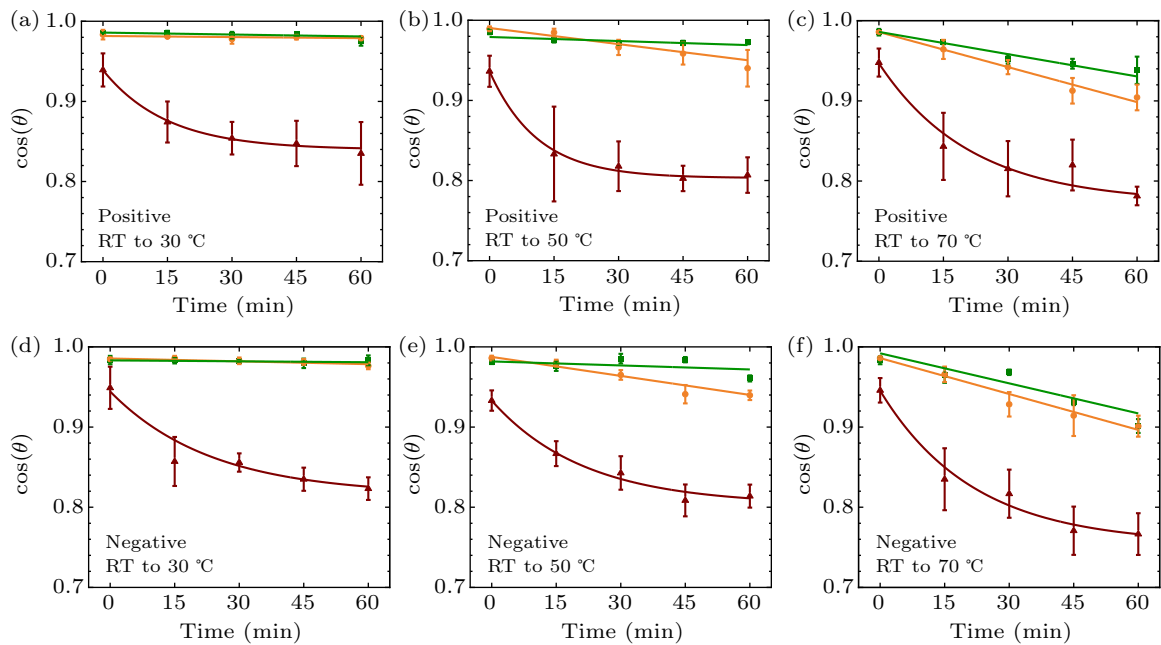 (a)
1.0
0.9
0.8
0.7
cos(θ)
Positive
RT to 30 ℃
0 15 30 45 60
Time (min)
(b)
1.0
0.9
0.8
0.7
cos(θ)
Positive
RT to 50 ℃
0 15 30 45 60
Time (min)
(c)
1.0
0.9
0.8
0.7
cos(θ)
Positive
RT to 70 ℃
0 15 30 45 60
Time (min)
(d)
1.0
0.9
0.8
0.7
cos(θ)
Negative
RT to 30 ℃
0 15 30 45 60
Time (min)
(e)
1.0
0.9
0.8
0.7
cos(θ)
Negative
RT to 50 ℃
0 15 30 45 60
Time (min)
(f)
1.0
0.9
0.8
0.7
cos(θ)
Negative
RT to 70 ℃
0 15 30 45 60
Time (min)